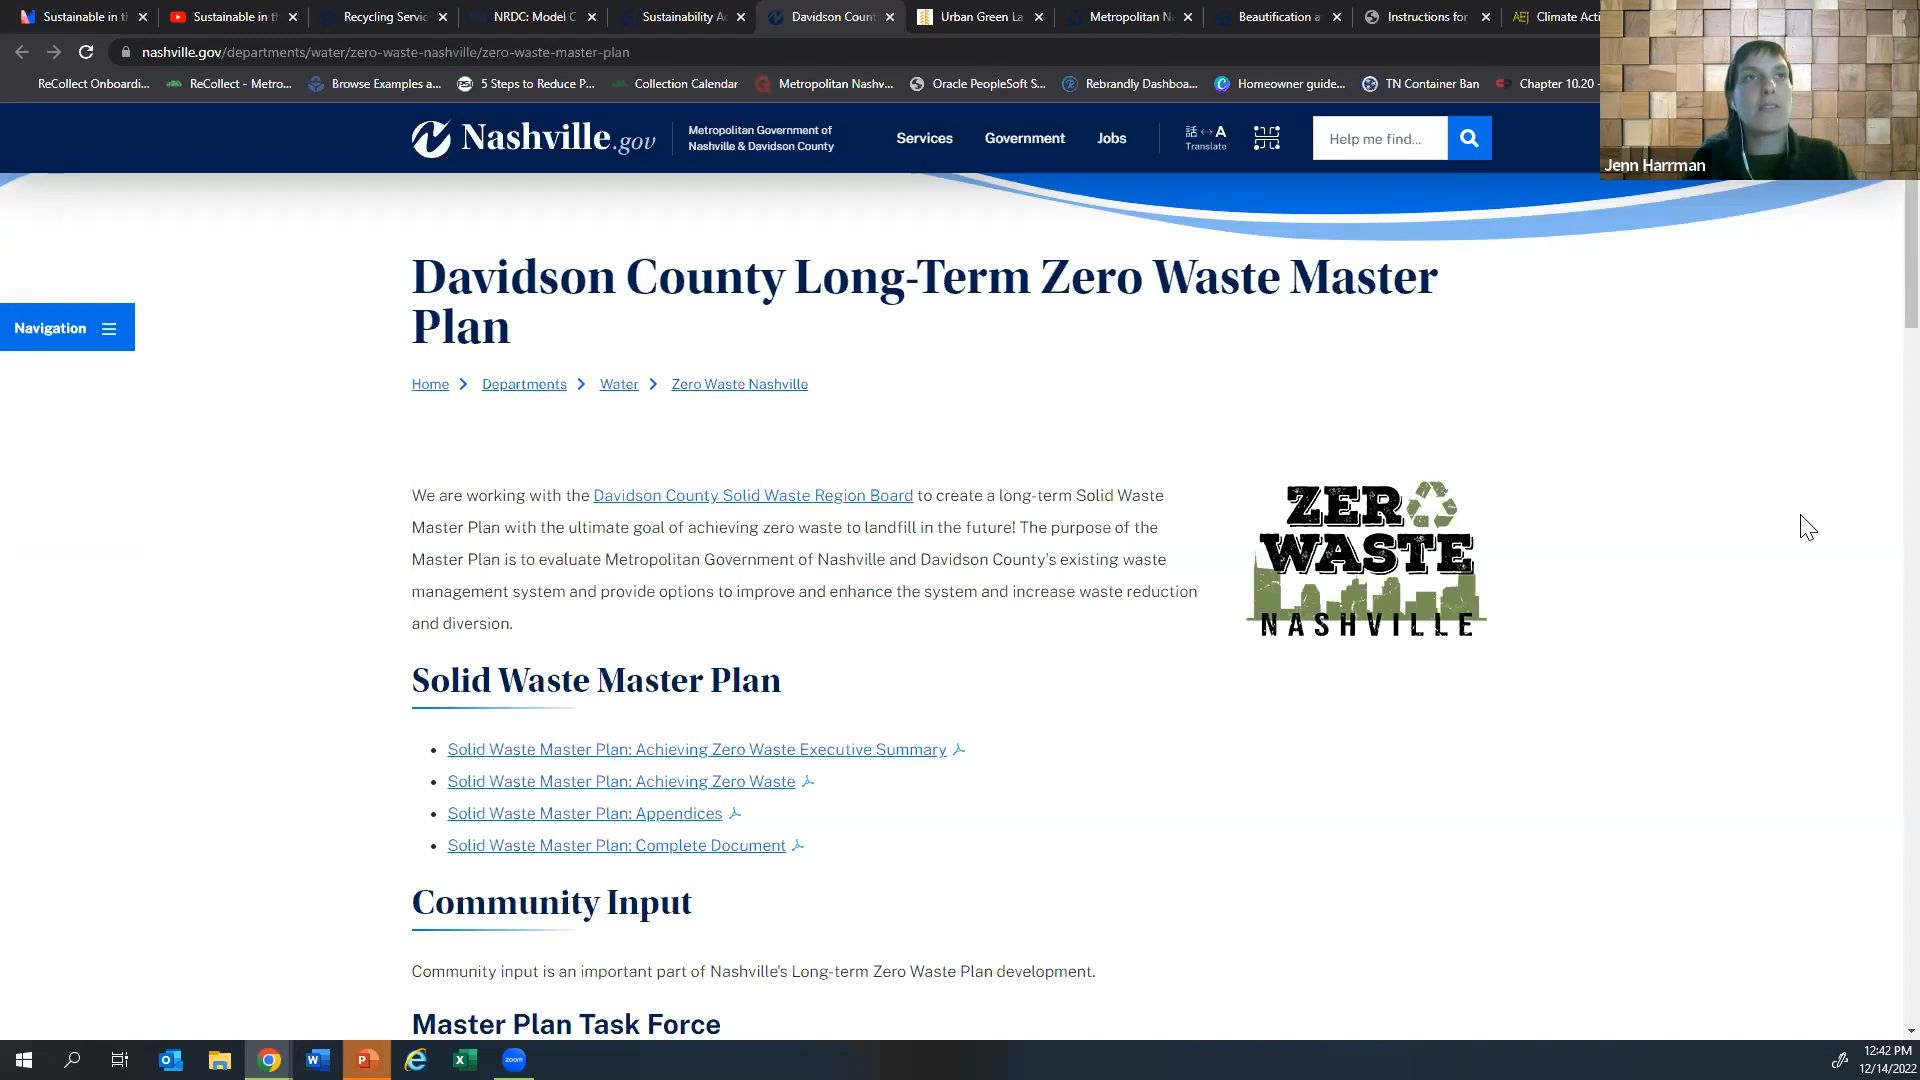 Sustainable in t
Sustainable in t
Recycling Servic
NRDC: Model C
Sustainability A
Davidson Count
Urban Green La
Metropolitan N
Beautification a
Instructions for
AEJ Climate Acti
nashville.gov/departments/water/zero-waste-nashville/zero-waste-master-plan
ReCollect Onboardi...
ReCollect - Metro...
Browse Examples a...
5 Steps to Reduce P...
Collection Calendar
Metropolitan Nashv...
Oracle PeopleSoft S...
Rebrandly Dashboa...
Homeowner guide...
TN Container Ban
Chapter 10.20 -
Jenn Harrman
Nashville.gov
Metropolitan Government of
Nashville & Davidson County
Services
Government
Jobs
話 A
Translate
Help me find...
Davidson County Long-Term Zero Waste Master
Plan
Navigation
Home
Departments
Water
Zero Waste Nashville
We are working with the Davidson County Solid Waste Region Board to create a long-term Solid Waste
Master Plan with the ultimate goal of achieving zero waste to landfill in the future! The purpose of the
Master Plan is to evaluate Metropolitan Government of Nashville and Davidson County's existing waste
management system and provide options to improve and enhance the system and increase waste reduction
and diversion.
ZERO
WASTE
NASHVILLE
Solid Waste Master Plan
Solid Waste Master Plan: Achieving Zero Waste Executive Summary
Solid Waste Master Plan: Achieving Zero Waste
Solid Waste Master Plan: Appendices
Solid Waste Master Plan: Complete Document
Community Input
Community input is an important part of Nashville's Long-term Zero Waste Plan development.
Master Plan Task Force
zoom
12:42 PM
12/14/2022